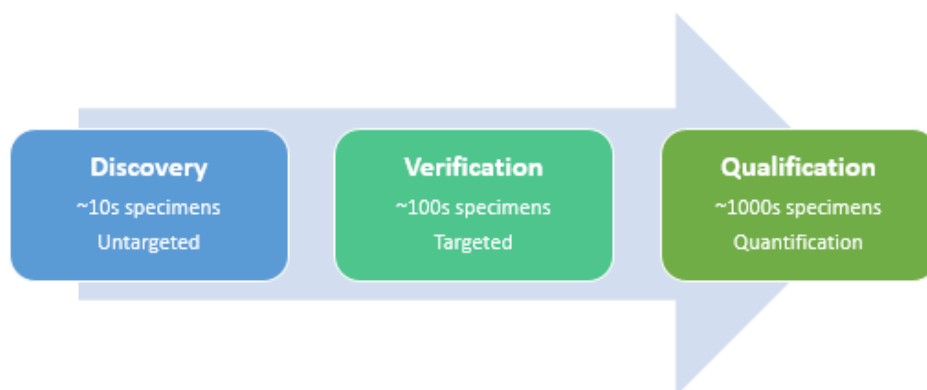 Discovery
~10s specimens
Untargeted
Verification
~100s specimens
Targeted
Qualification
~1000s specimens
Quantification